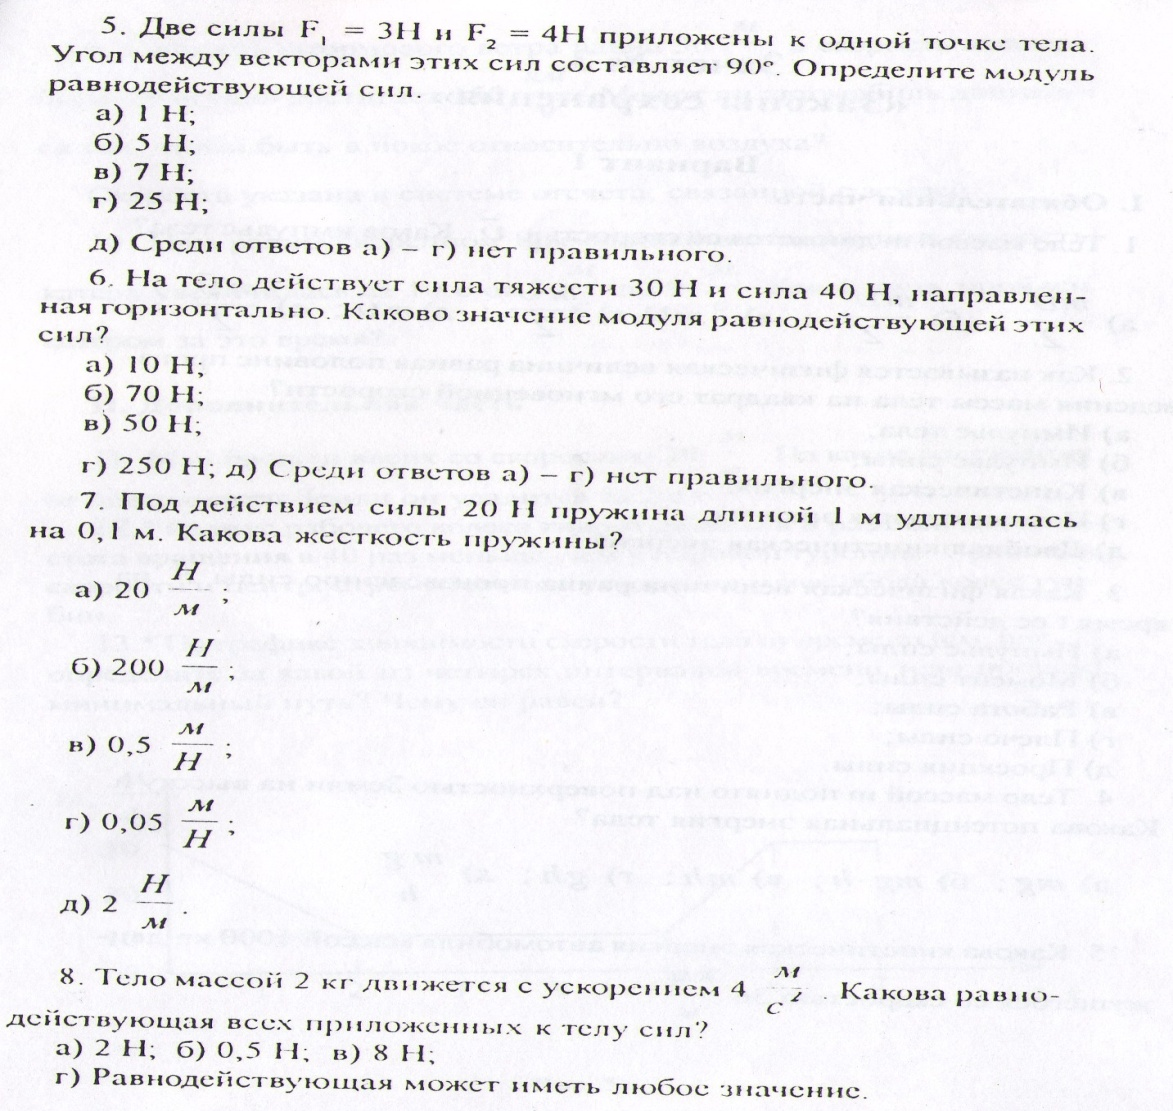 5. Две силы F₁ = 3Н и F₂ = 4Н приложены к одной точке тела.
Угол между векторами этих сил составляет 90°. Определите модуль
равнодействующей сил.
а) 1 Н;
б) 5 Н;
в) 7 Н;
г) 25 Н;
д) Среди ответов а) – г) нет правильного.
6. На тело действует сила тяжести 30 Н и сила 40 Н, направлен-
ная горизонтально. Каково значение модуля равнодействующей этих
сил?
а) 10 Н;
б) 70 Н;
в) 50 Н;
г) 250 Н; д) Среди ответов а) – г) нет правильного.
7. Под действием силы 20 Н пружина длиной 1 м удлинилась
на 0,1 м. Какова жесткость пружины?
а) 20 Н/м ;
б) 200 Н/м ;
в) 0,5 м/Н ;
г) 0,05 м/Н ;
д) 2 Н/м .
8. Тело массой 2 кг движется с ускорением 4 м/с² Какова равно-
действующая всех приложенных к телу сил?
а) 2 Н; б) 0,5 Н; в) 8 Н;
г) Равнодействующая может иметь любое значение.